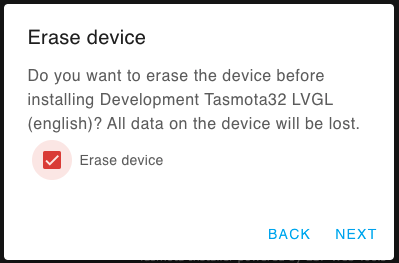 Erase device
Do you want to erase the device before
installing Development Tasmota32 LVGL
(english)? All data on the device will be lost.
Erase device
BACK NEXT